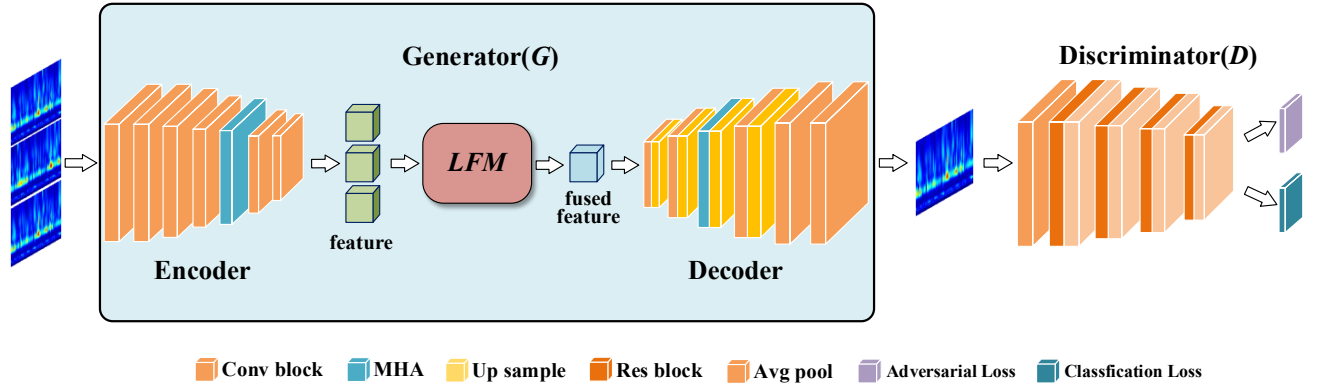 Generator(G)
Discriminator(D)
LFM
fused
feature
feature
Encoder
Decoder
Conv block
MHA
Up sample
Res block
Avg pool
Adversarial Loss
Classfication Loss